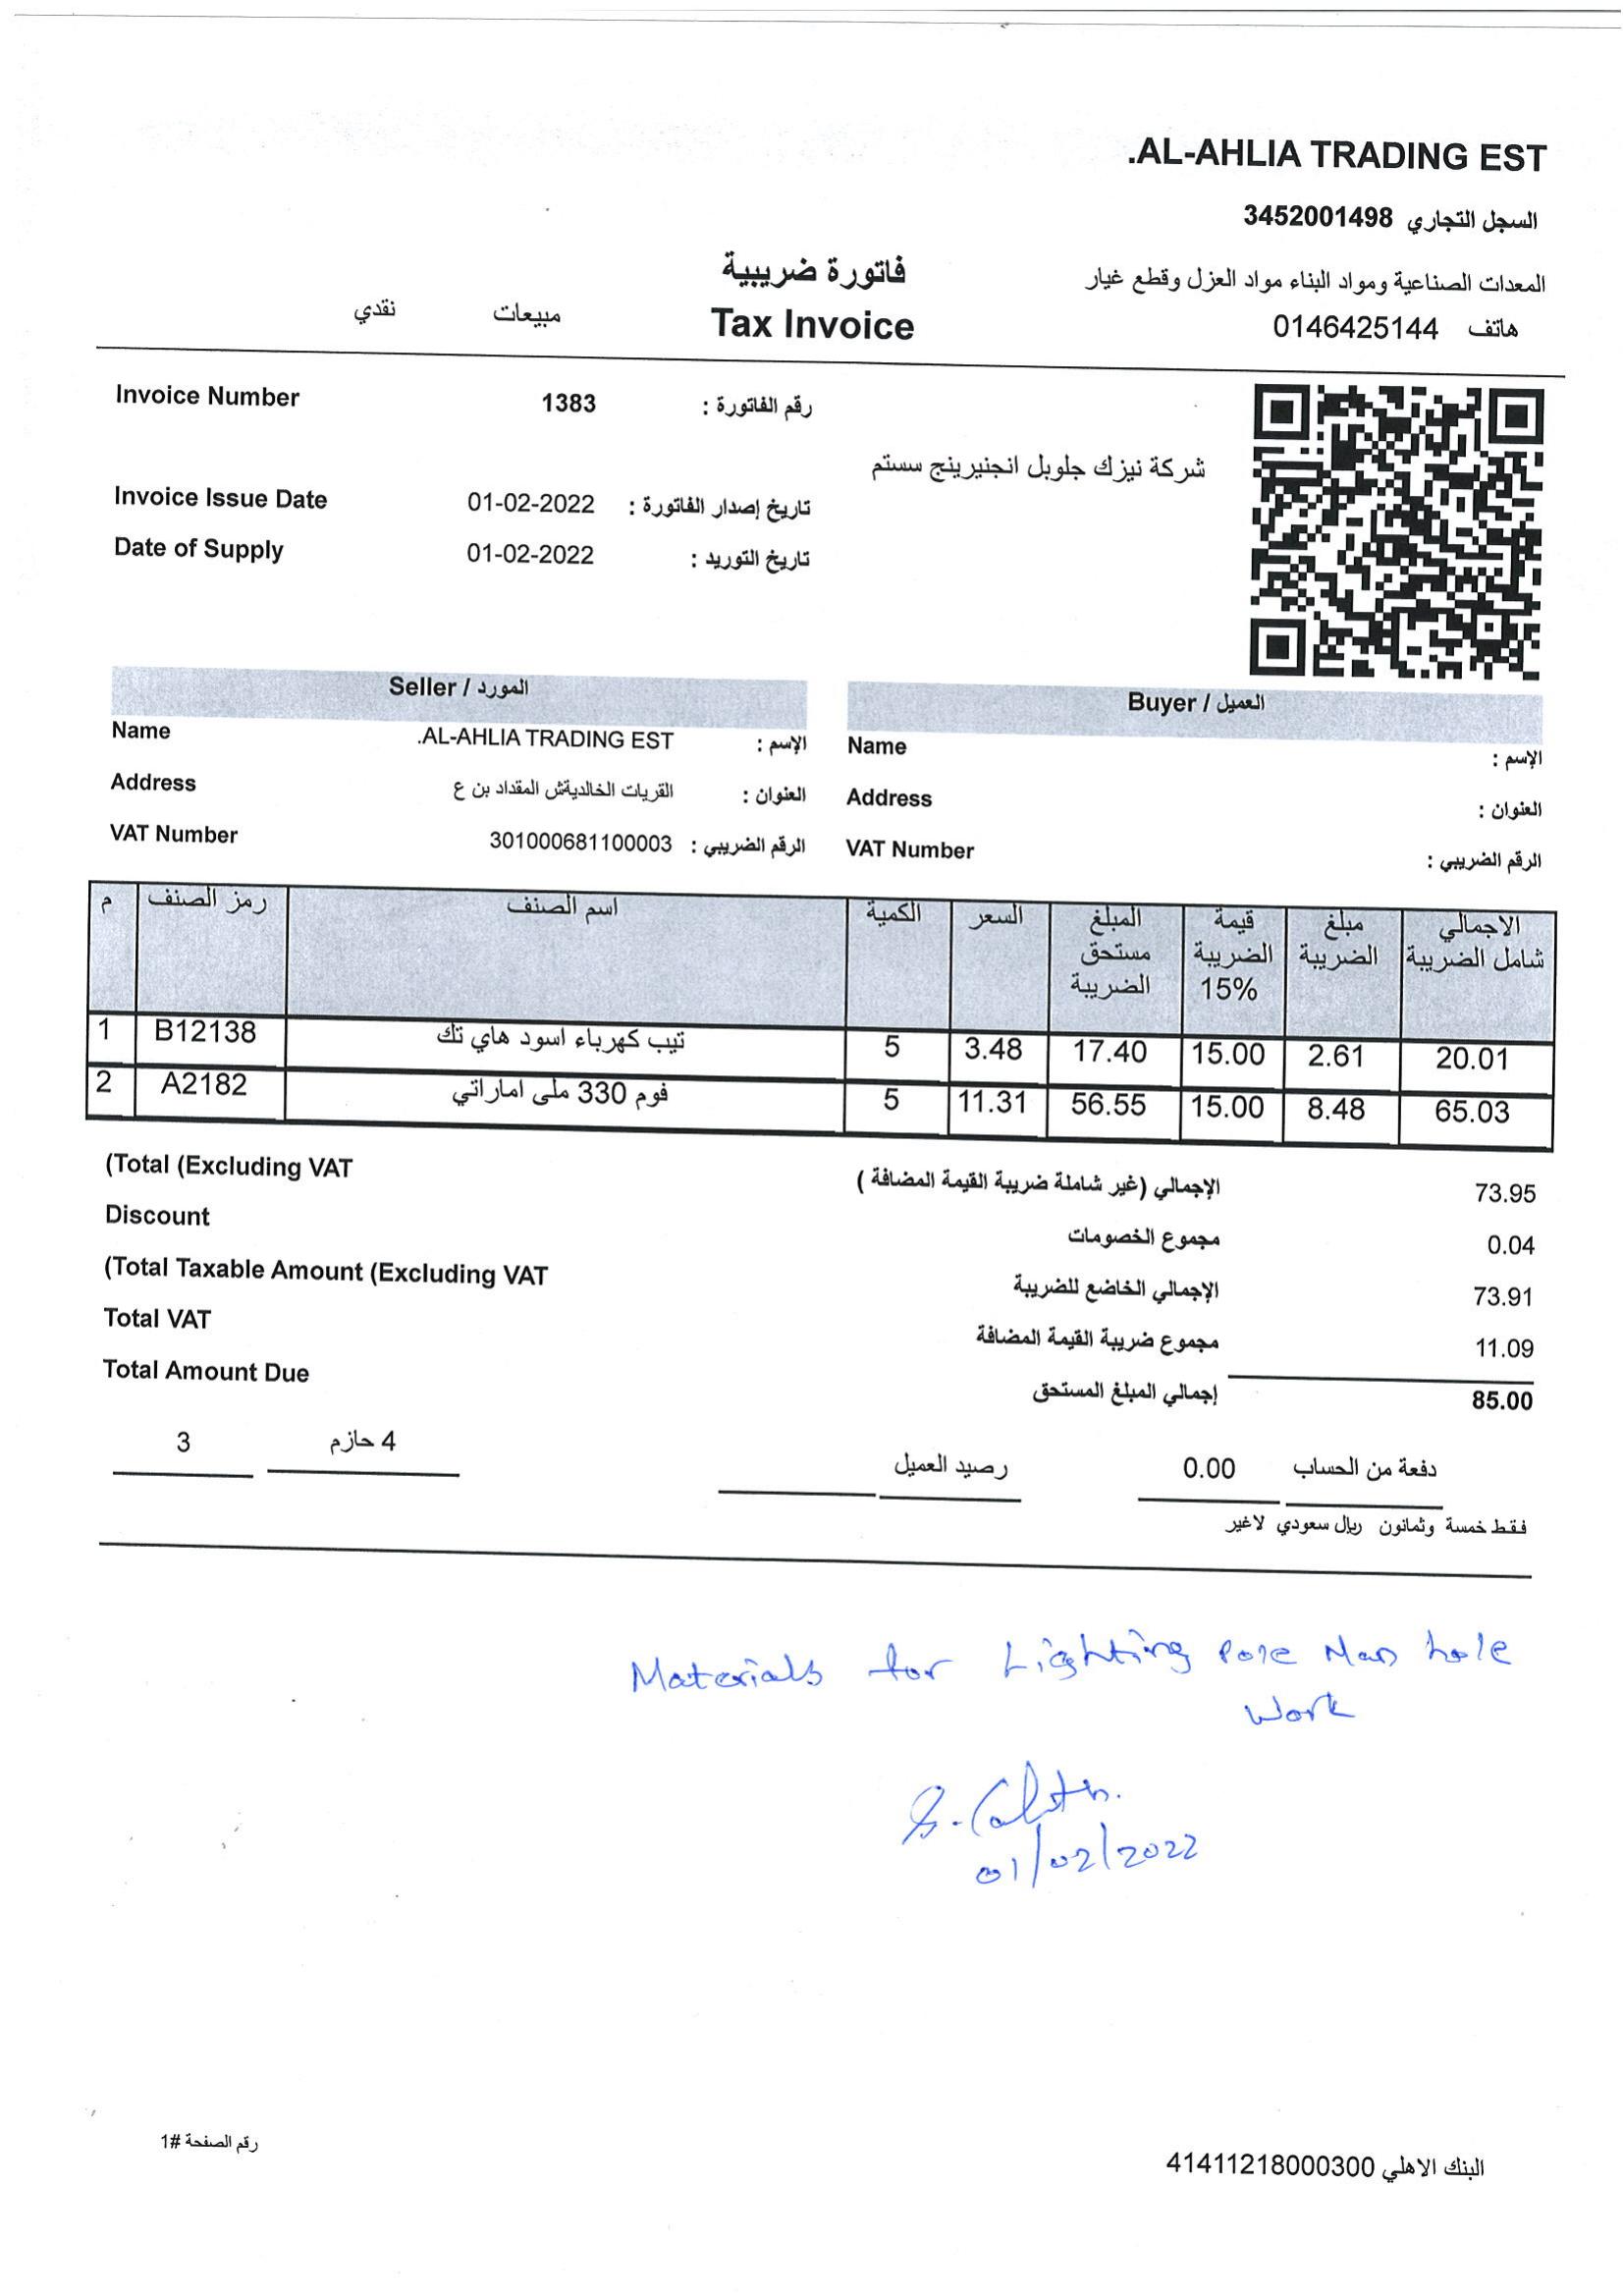 .AL-AHLIA TRADING EST
السجل التجاري 3452001498
المعدات الصناعية ومواد البناء مواد العزل وقطع غيار
هاتف 0146425144
فاتورة ضريبية
Tax Invoice
مبيعات نقدي
Invoice Number 1383 رقم الفاتورة :
شركة نيزك جلوبل انجنيرينج سستم
Invoice Issue Date 01-02-2022 تاريخ إصدار الفاتورة :
Date of Supply 01-02-2022 تاريخ التوريد :
Seller / المورد
Name .AL-AHLIA TRADING EST الإسم :
Address القريات الخالديةش المقداد بن ع العنوان :
VAT Number 301000681100003 الرقم الضريبي :
Buyer / العميل
Name الإسم :
Address العنوان :
VAT Number الرقم الضريبي :
م رمز الصنف اسم الصنف الكمية السعر المبلغ مستحق الضريبة قيمة الضريبة 15% مبلغ الضريبة الاجمالي شامل الضريبة
1 B12138 تيب كهرباء اسود هاي تك 5 3.48 17.40 15.00 2.61 20.01
2 A2182 فوم 330 ملى اماراتي 5 11.31 56.55 15.00 8.48 65.03
(Total (Excluding VAT الإجمالي (غير شاملة ضريبة القيمة المضافة ) 73.95
Discount مجموع الخصومات 0.04
(Total Taxable Amount (Excluding VAT الإجمالي الخاضع للضريبة 73.91
Total VAT مجموع ضريبة القيمة المضافة 11.09
Total Amount Due إجمالي المبلغ المستحق 85.00
3 4 حازم رصيد العميل 0.00 دفعة من الحساب
فقط خمسة وثمانون ريال سعودي لاغير
Materials for Lighting Pole Man hole
work
01/02/2022
رقم الصفحة #1
البنك الاهلي 41411218000300